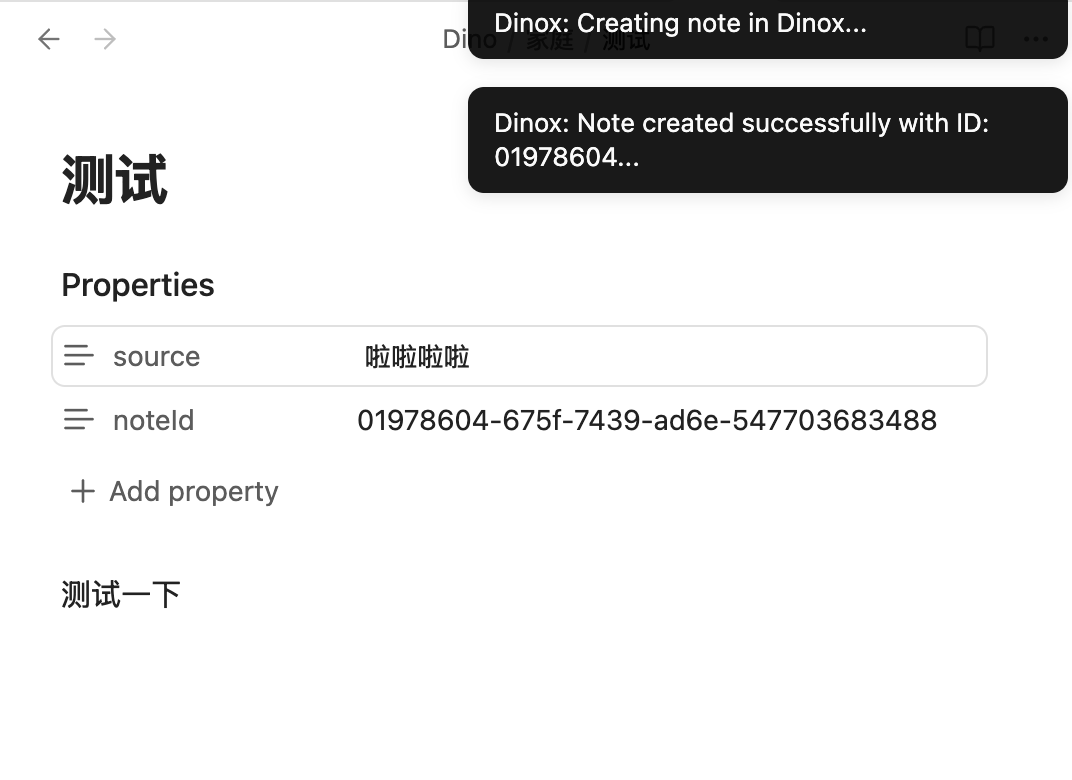 Dinox: Creating note in Dinox...
Dino / 家庭 / 测试
Dinox: Note created successfully with ID:
01978604...
测试
Properties
source 啦啦啦啦
noteId 01978604-675f-7439-ad6e-547703683488
Add property
测试一下